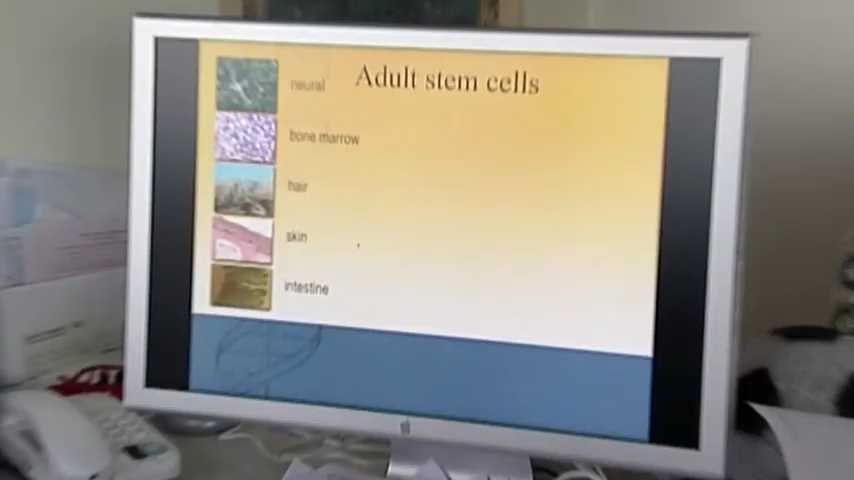 Adult stem cells
neural
bone marrow
hair
skin
intestine